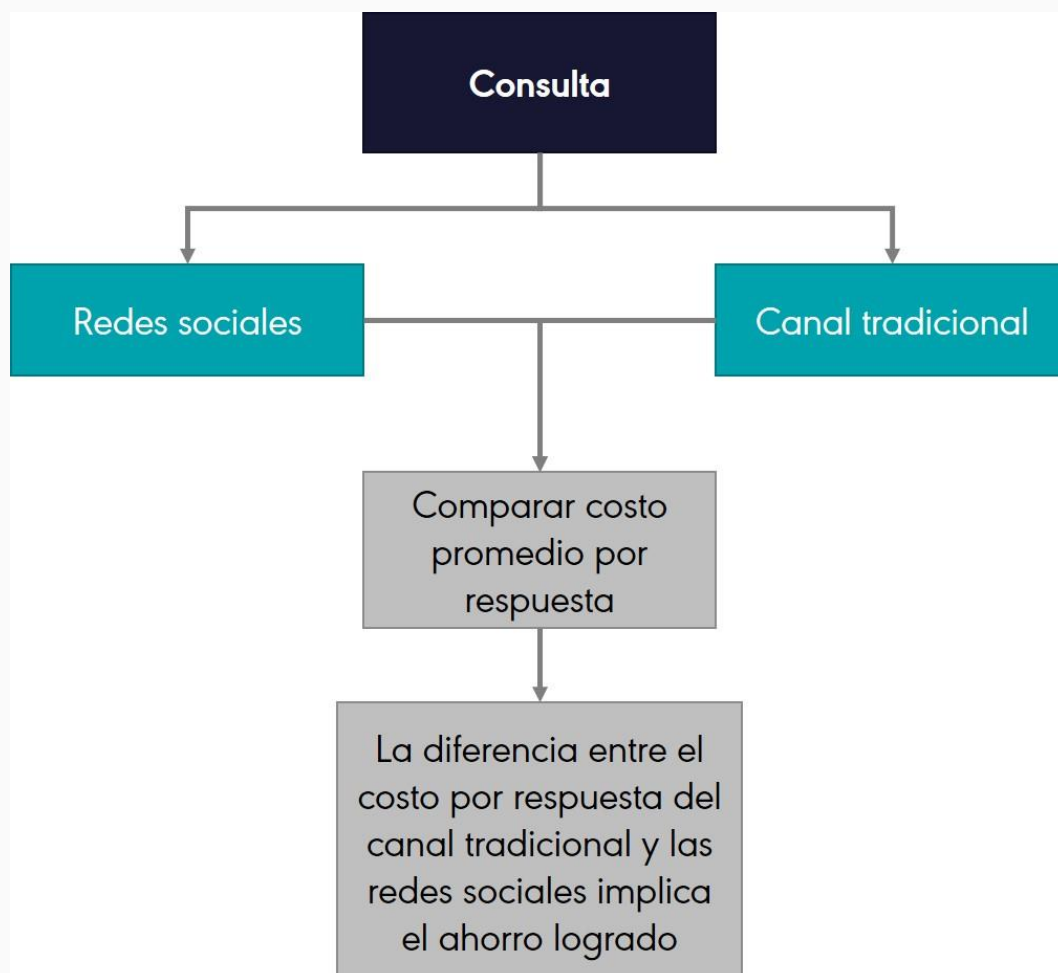 Consulta
Redes sociales
Canal tradicional
Comparar costo
promedio por
respuesta
La diferencia entre el
costo por respuesta del
canal tradicional y las
redes sociales implica
el ahorro logrado